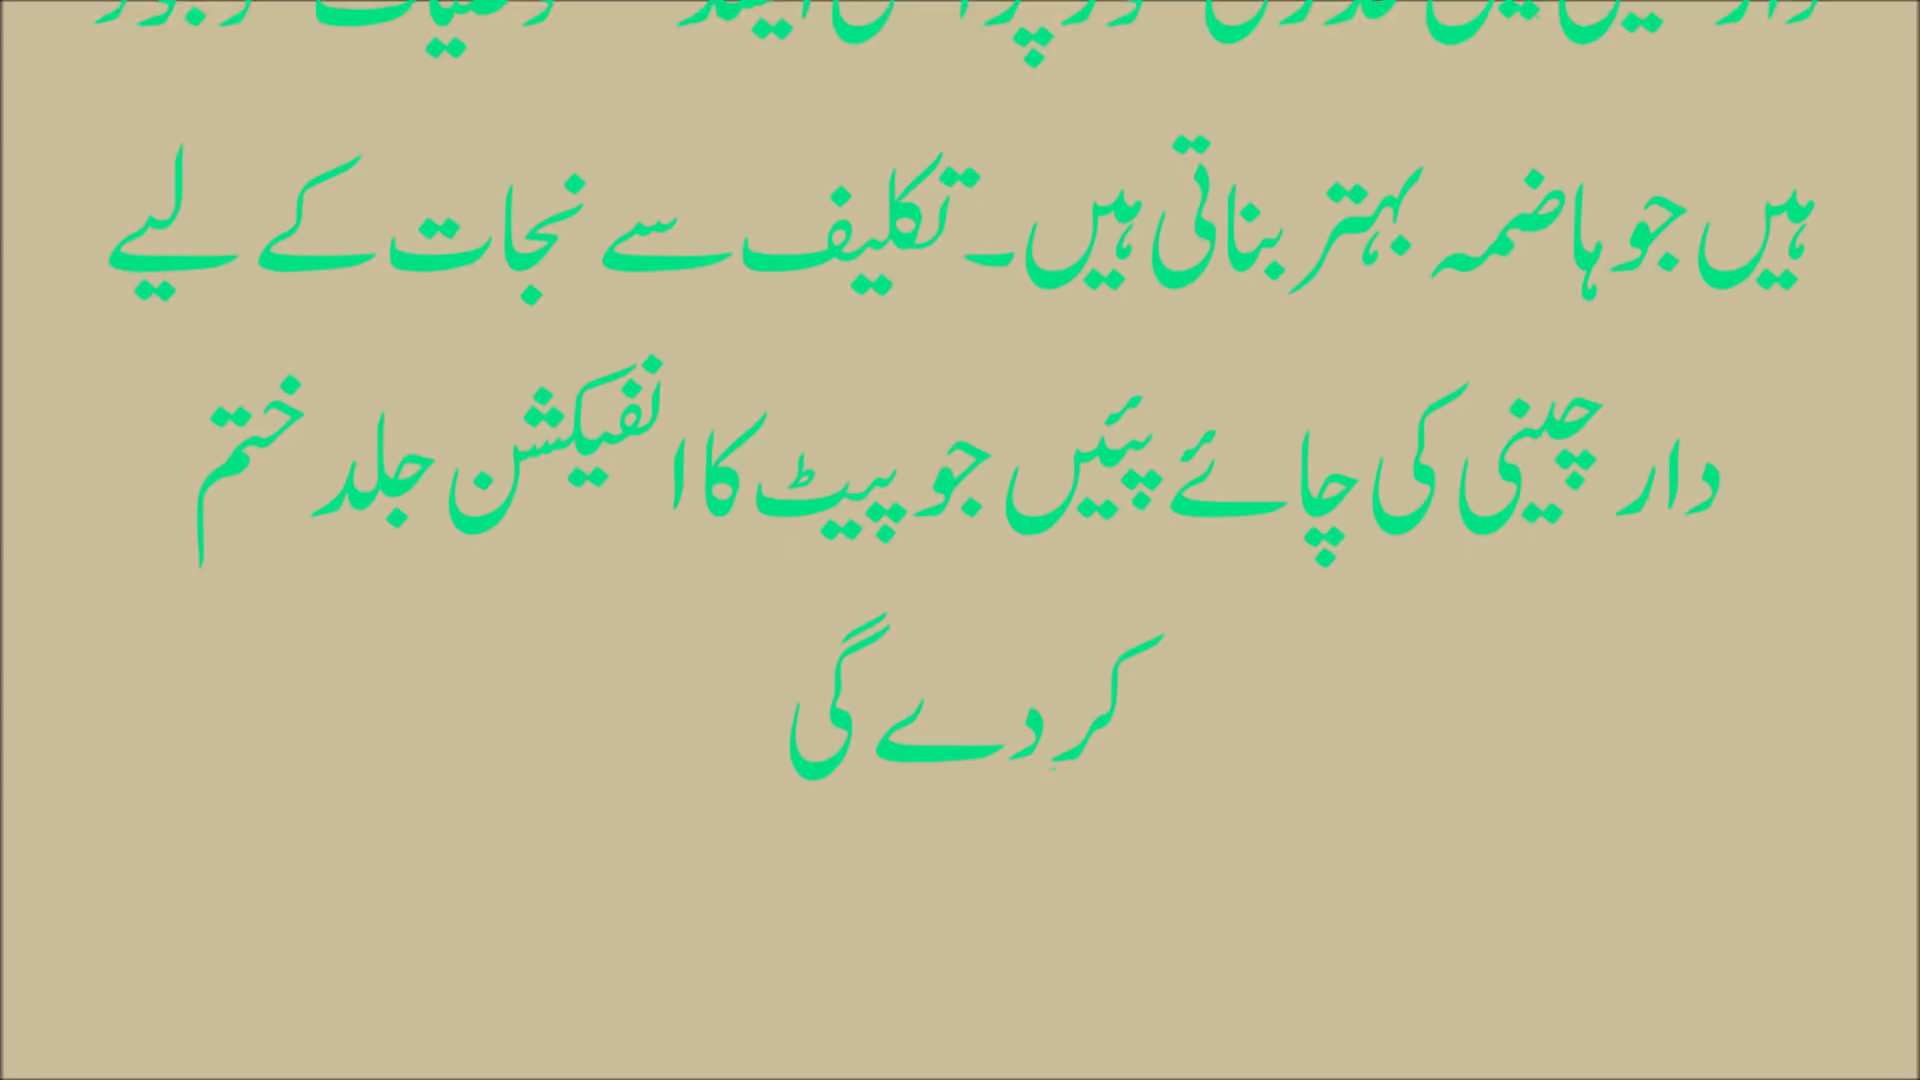 ہیں جو ہاضمہ بہتر بناتی ہیں۔ تکلیف سے نجات کے لیے
دار چینی کی چائے پئیں جو پیٹ کا انفیکشن جلد ختم
کر دے گی